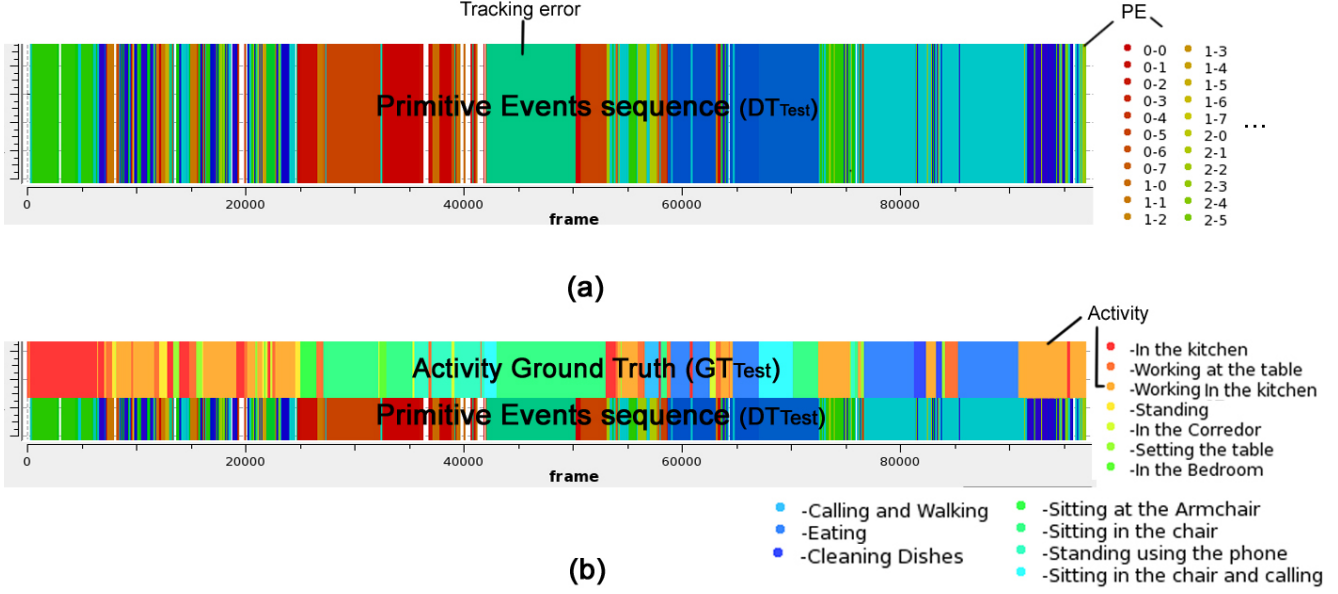 Tracking error
PE
Primitive Events sequence (DTTest)
0-0
0-1
0-2
0-3
0-4
0-5
0-6
0-7
1-0
1-1
1-2
1-3
1-4
1-5
1-6
1-7
2-0
2-1
2-2
2-3
2-4
2-5
...
0 20000 40000 60000 80000
frame
(a)
Activity
Activity Ground Truth (GTTest)
Primitive Events sequence (DTTest)
-In the kitchen
-Working at the table
-Working In the kitchen
-Standing
-In the Corredor
-Setting the table
-In the Bedroom
0 20000 40000 60000 80000
frame
-Calling and Walking
-Eating
-Cleaning Dishes
-Sitting at the Armchair
-Sitting in the chair
-Standing using the phone
-Sitting in the chair and calling
(b)